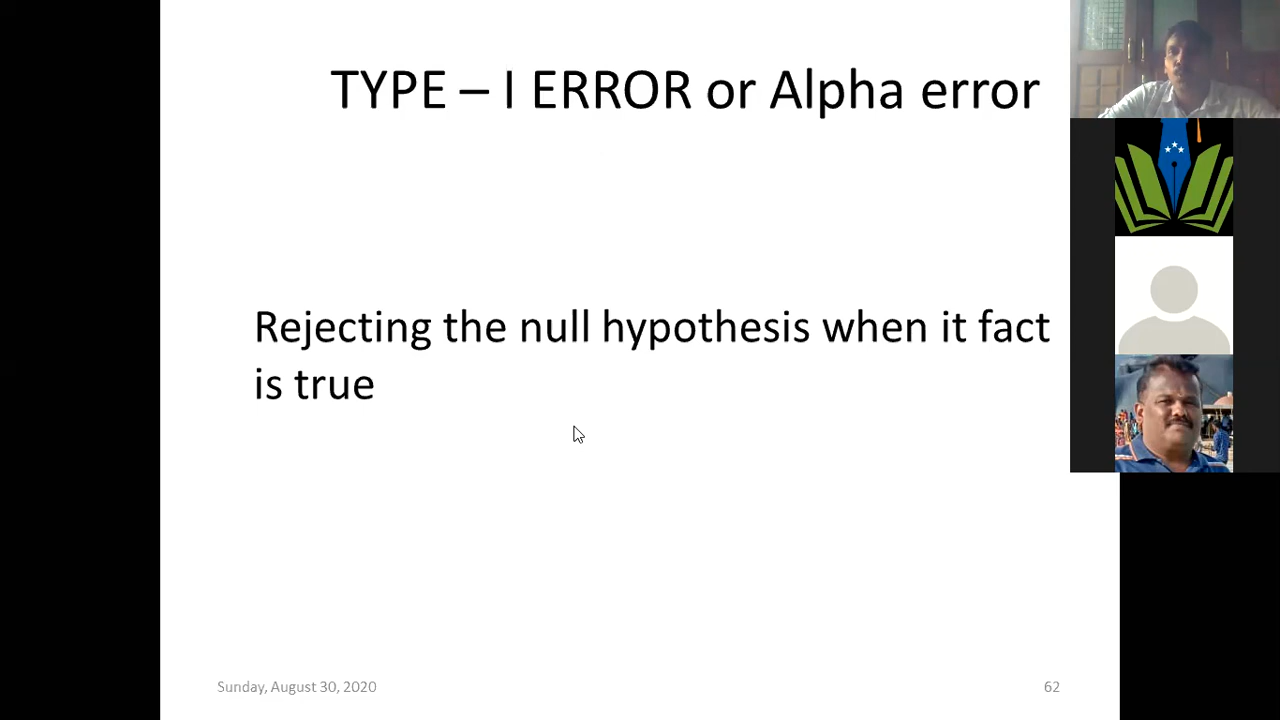 TYPE – I ERROR or Alpha error
Rejecting the null hypothesis when it fact
is true
Sunday, August 30, 2020
62